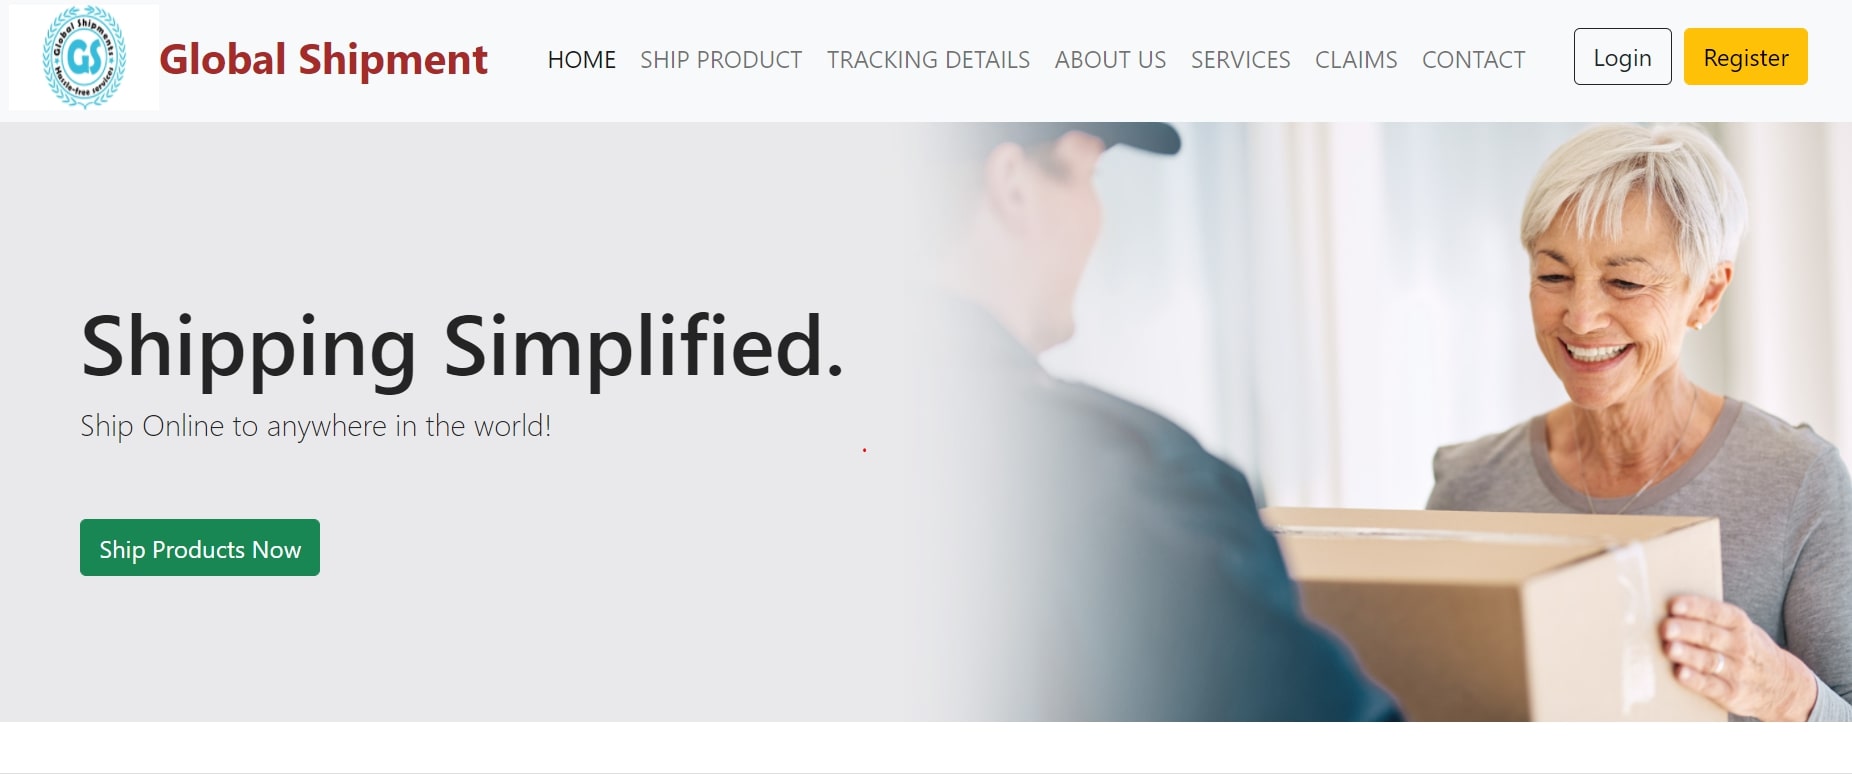 Global Shipments
GS
Hassle-free services
Global Shipment
HOME
SHIP PRODUCT
TRACKING DETAILS
ABOUT US
SERVICES
CLAIMS
CONTACT
Login
Register
Shipping Simplified.
Ship Online to anywhere in the world!
Ship Products Now